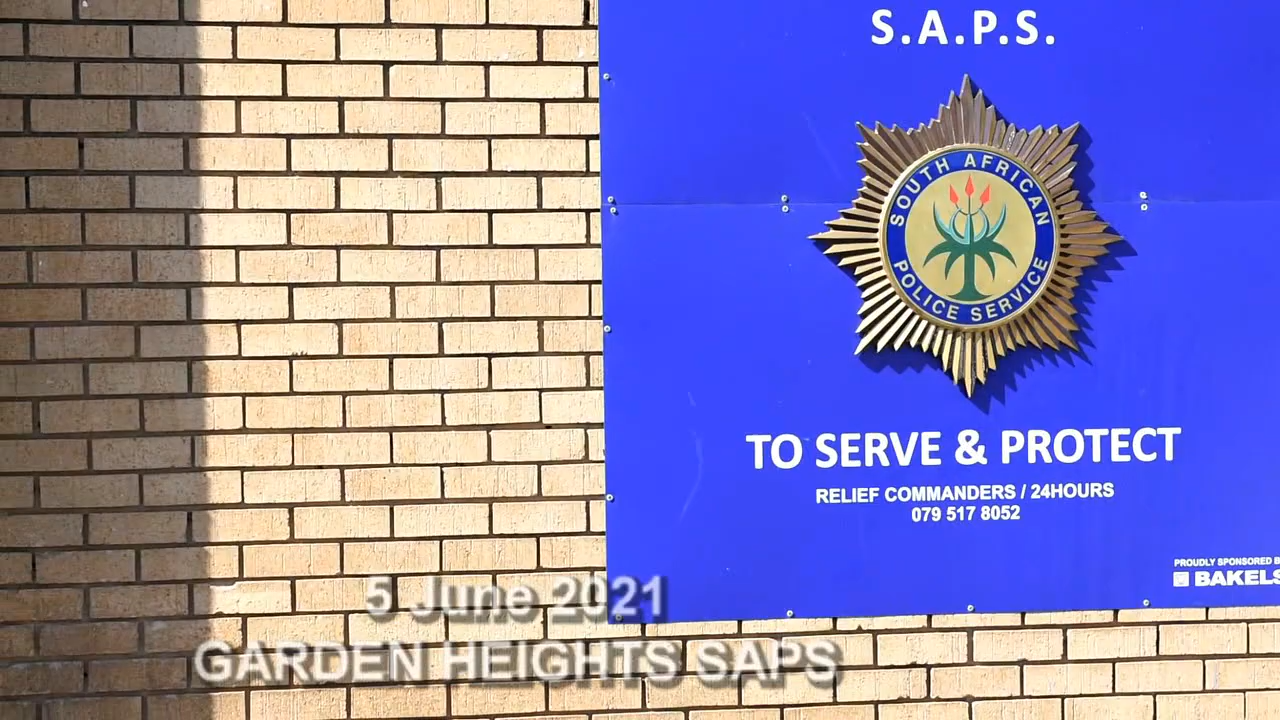 S.A.P.S.
SOUTH AFRICAN
POLICE SERVICE
TO SERVE & PROTECT
RELIEF COMMANDERS / 24HOURS
079 517 8052
PROUDLY SPONSORED B
BAKELS
5 June 2021
GARDEN HEIGHTS SAPS